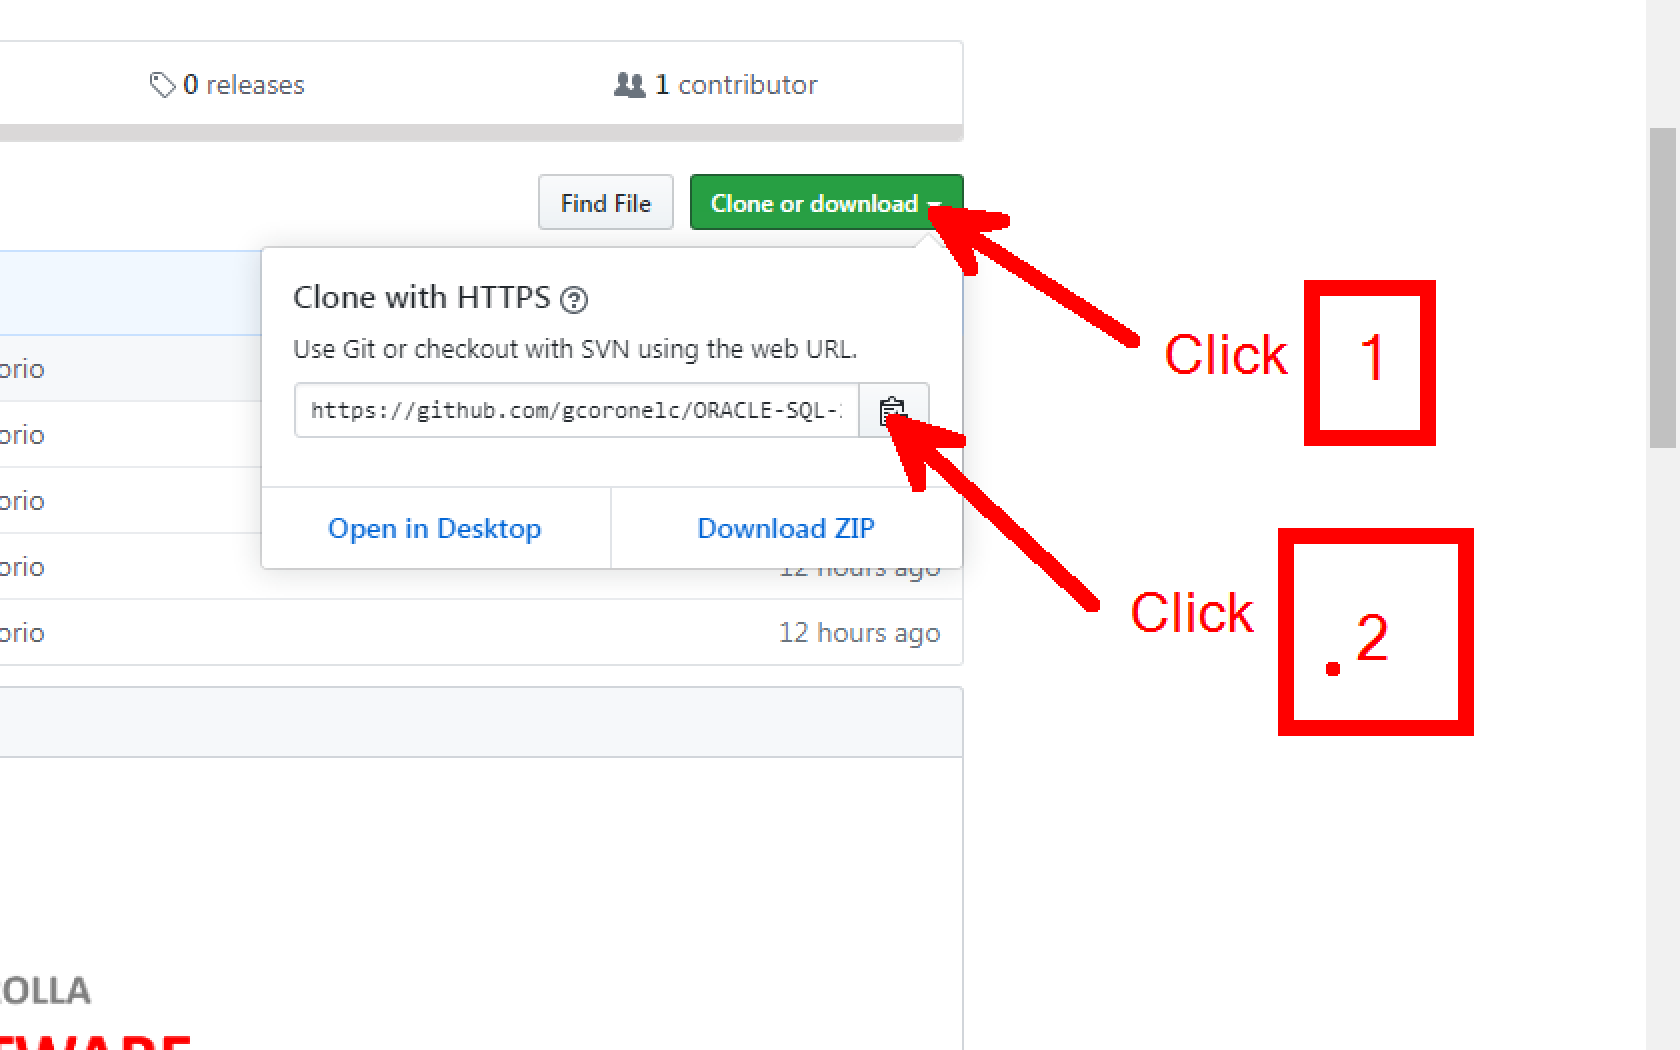 0 releases
1 contributor
Find File
Clone or download
Clone with HTTPS
Use Git or checkout with SVN using the web URL.
https://github.com/gcoronelc/ORACLE-SQL-
Open in Desktop
Download ZIP
Click 1
Click . 2
orio
orio
orio
orio
12 hours ago
orio
12 hours ago
OLLA
TWARE